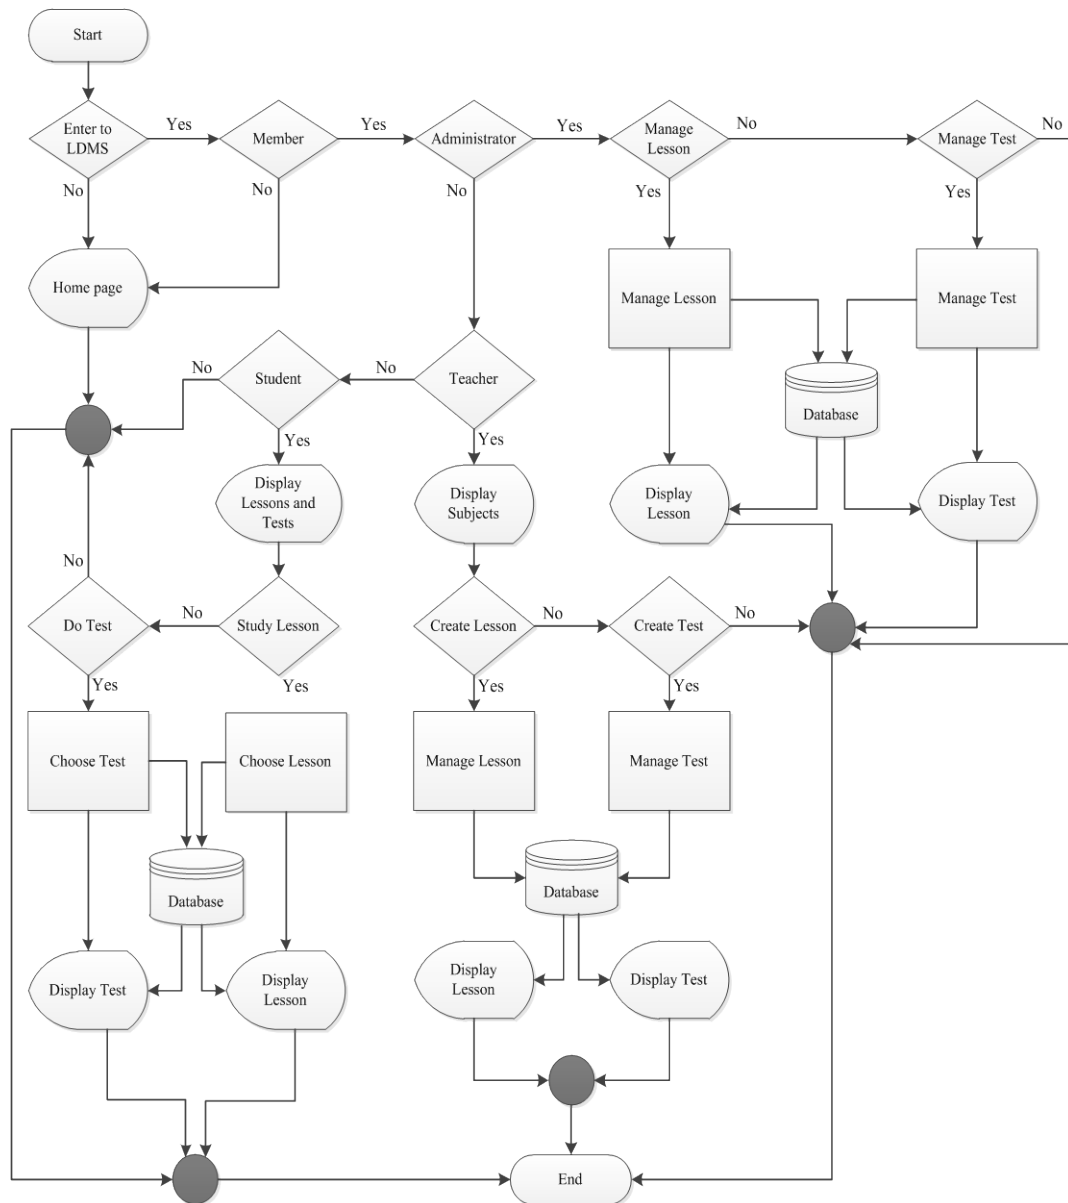 Start
Enter to
LDMS
Yes
Member
Yes
Administrator
Yes
Manage
Lesson
No
Manage Test
No
No
No
No
Yes
Yes
Home page
Manage Lesson
Manage Test
Student
No
No
Teacher
Database
Yes
Yes
Display
Lessons and
Tests
Display
Subjects
Display
Lesson
Display Test
No
Do Test
No
Study Lesson
Create Lesson
No
Create Test
No
Yes
Yes
Yes
Yes
Choose Test
Choose Lesson
Manage Lesson
Manage Test
Database
Database
Display Test
Display
Lesson
Display
Lesson
Display Test
End